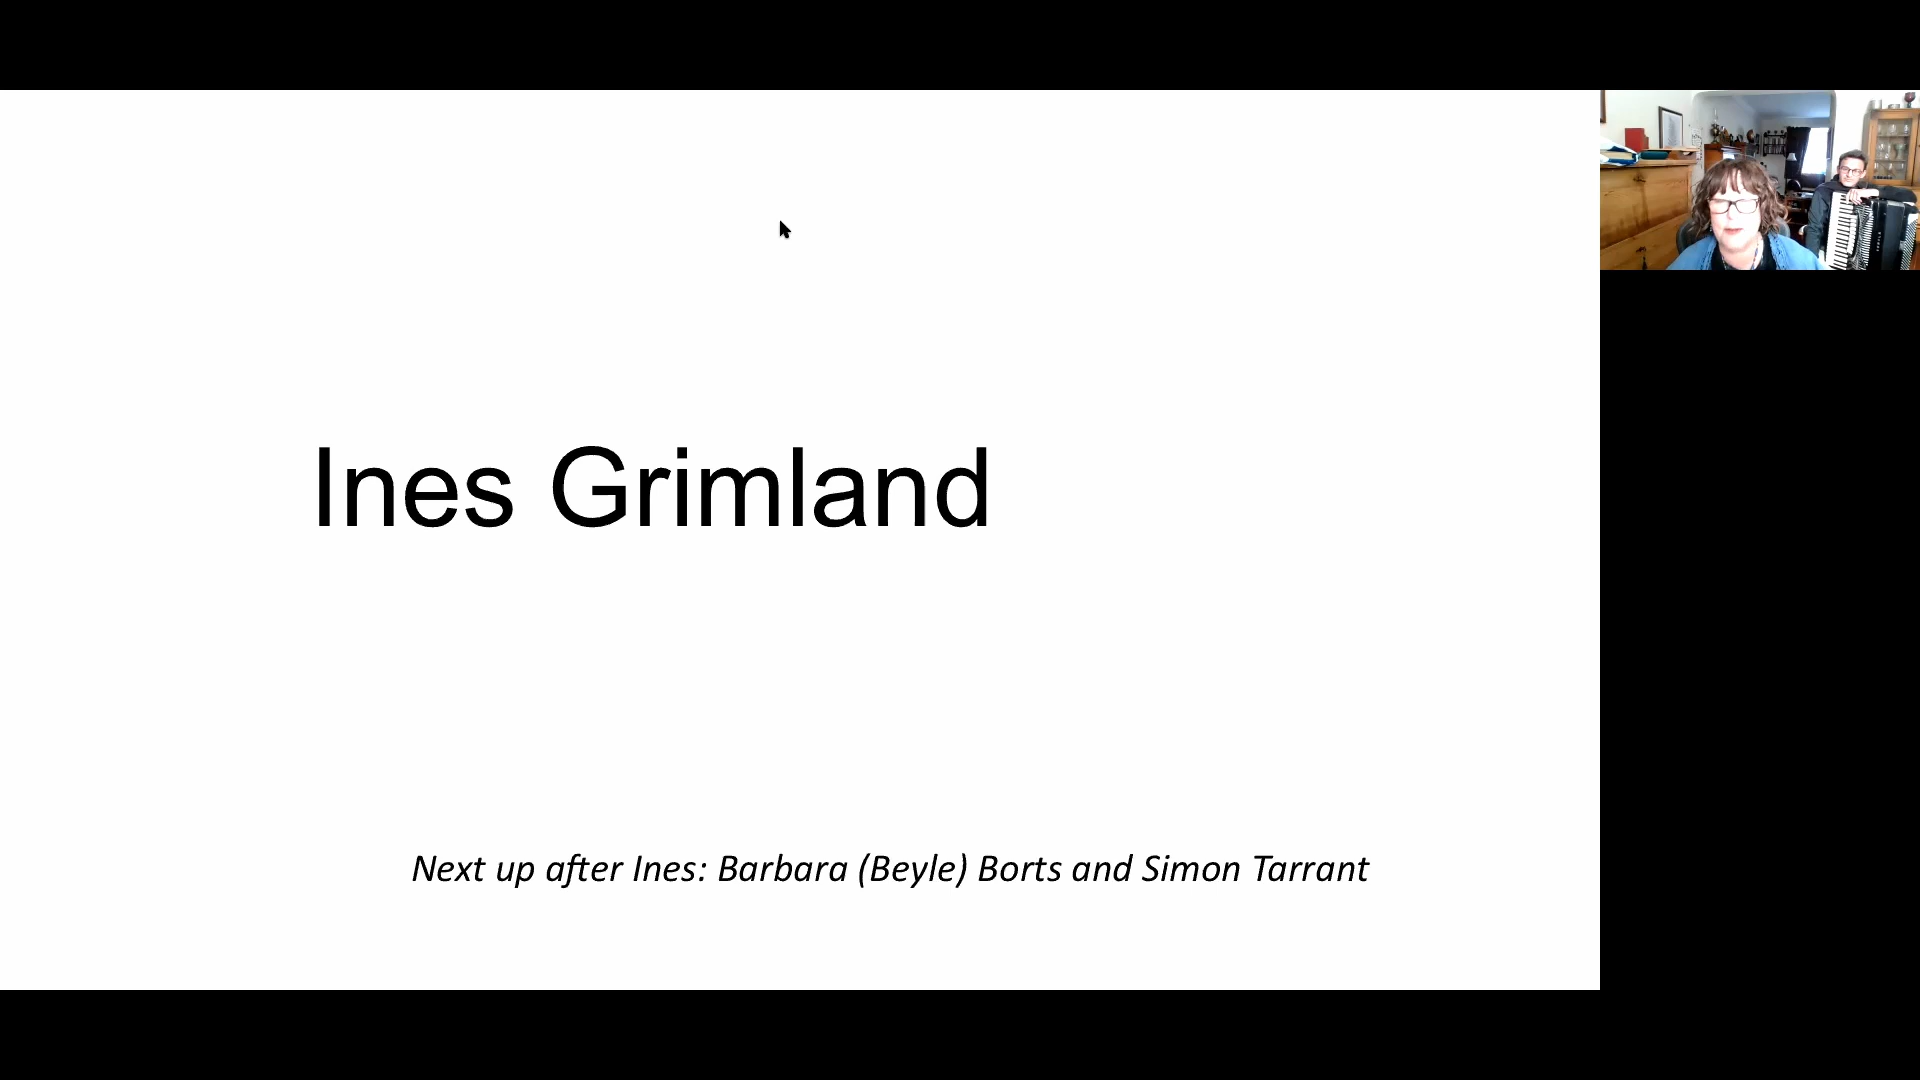 Ines Grimland
Next up after Ines: Barbara (Beyle) Borts and Simon Tarrant